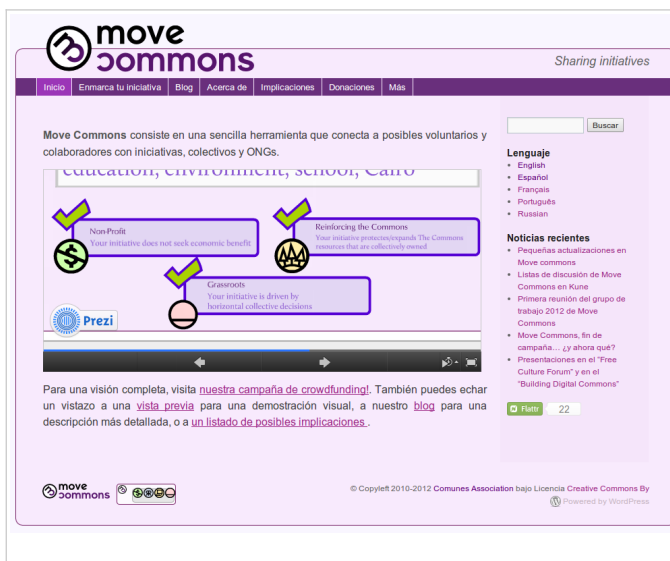 move
commons
Sharing initiatives
Inicio Enmarca tu iniciativa Blog Acerca de Implicaciones Donaciones Más
Move Commons consiste en una sencilla herramienta que conecta a posibles voluntarios y
colaboradores con iniciativas, colectivos y ONGs.
education, environment, school, Cairo
Non-Profit
Your initiative does not seek economic benefit
Reinforcing the Commons
Your initiative protectes/expands The Commons
resources that are collectively owned
Grassroots
Your initiative is driven by
horizontal collective decisions
Prezi
Para una visión completa, visita nuestra campaña de crowdfunding!. También puedes echar
un vistazo a una vista previa para una demostración visual, a nuestro blog para una
descripción más detallada, o a un listado de posibles implicaciones .
Buscar
Lenguaje
English
Español
Français
Português
Russian
Noticias recientes
Pequeñas actualizaciones en
Move commons
Listas de discusión de Move
Commons en Kune
Primera reunión del grupo de
trabajo 2012 de Move
Commons
Move Commons, fin de
campaña… ¿y ahora qué?
Presentaciones en el "Free
Culture Forum" y en el
"Building Digital Commons"
Flattr 22
move
commons
© Copyleft 2010-2012 Comunes Association bajo Licencia Creative Commons By
Powered by WordPress